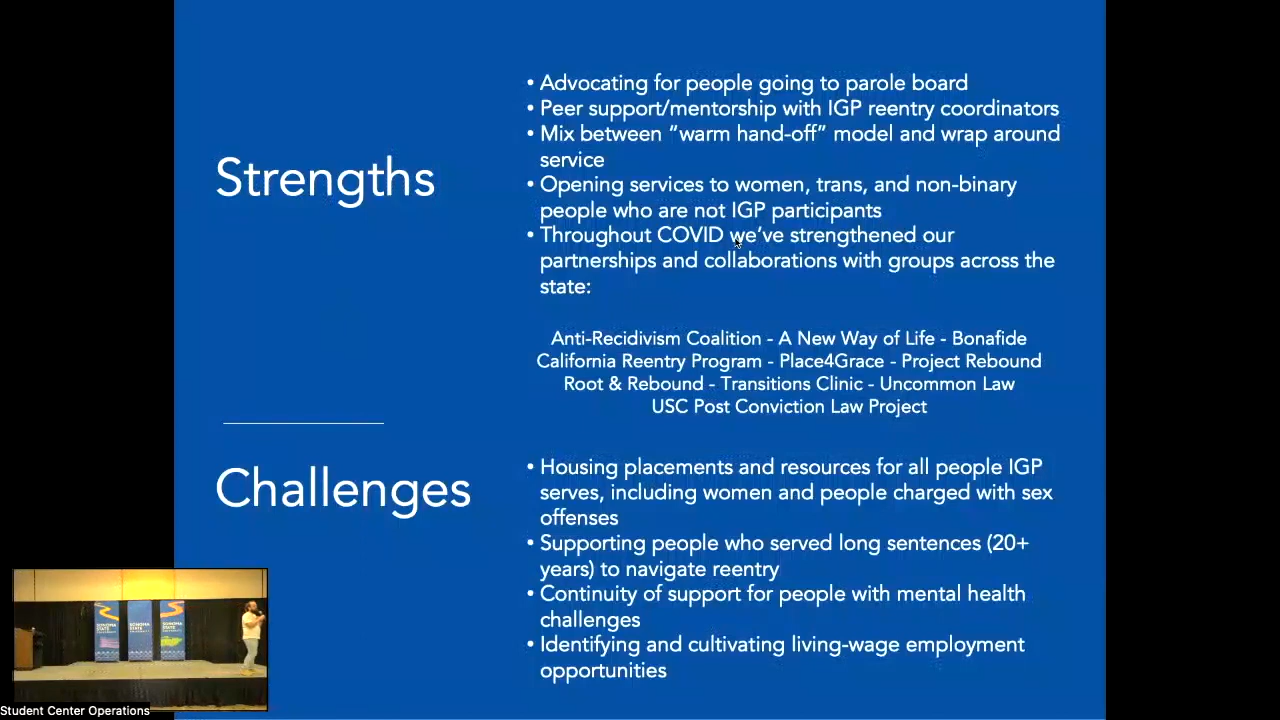 Strengths
• Advocating for people going to parole board
• Peer support/mentorship with IGP reentry coordinators
• Mix between “warm hand-off” model and wrap around
service
• Opening services to women, trans, and non-binary
people who are not IGP participants
• Throughout COVID we’ve strengthened our
partnerships and collaborations with groups across the
state:
Anti-Recidivism Coalition - A New Way of Life - Bonafide
California Reentry Program - Place4Grace - Project Rebound
Root & Rebound - Transitions Clinic - Uncommon Law
USC Post Conviction Law Project
Challenges
• Housing placements and resources for all people IGP
serves, including women and people charged with sex
offenses
• Supporting people who served long sentences (20+
years) to navigate reentry
• Continuity of support for people with mental health
challenges
• Identifying and cultivating living-wage employment
opportunities
SONOMA
STATE
SONOMA
STATE
SONOMA
STATE
Student Center Operations